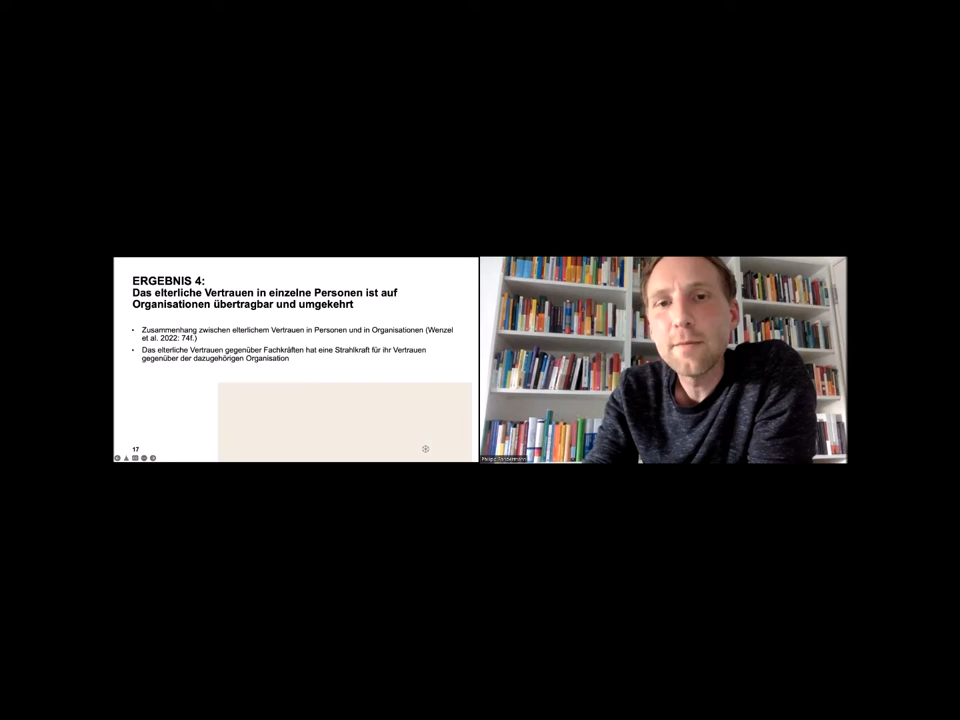 ERGEBNIS 4:
Das elterliche Vertrauen in einzelne Personen ist auf
Organisationen übertragbar und umgekehrt
• Zusammenhang zwischen elterlichem Vertrauen in Personen und in Organisationen (Wenzel
et al. 2022: 74f.)
• Das elterliche Vertrauen gegenüber Fachkräften hat eine Strahlkraft für ihr Vertrauen
gegenüber der dazugehörigen Organisation
17